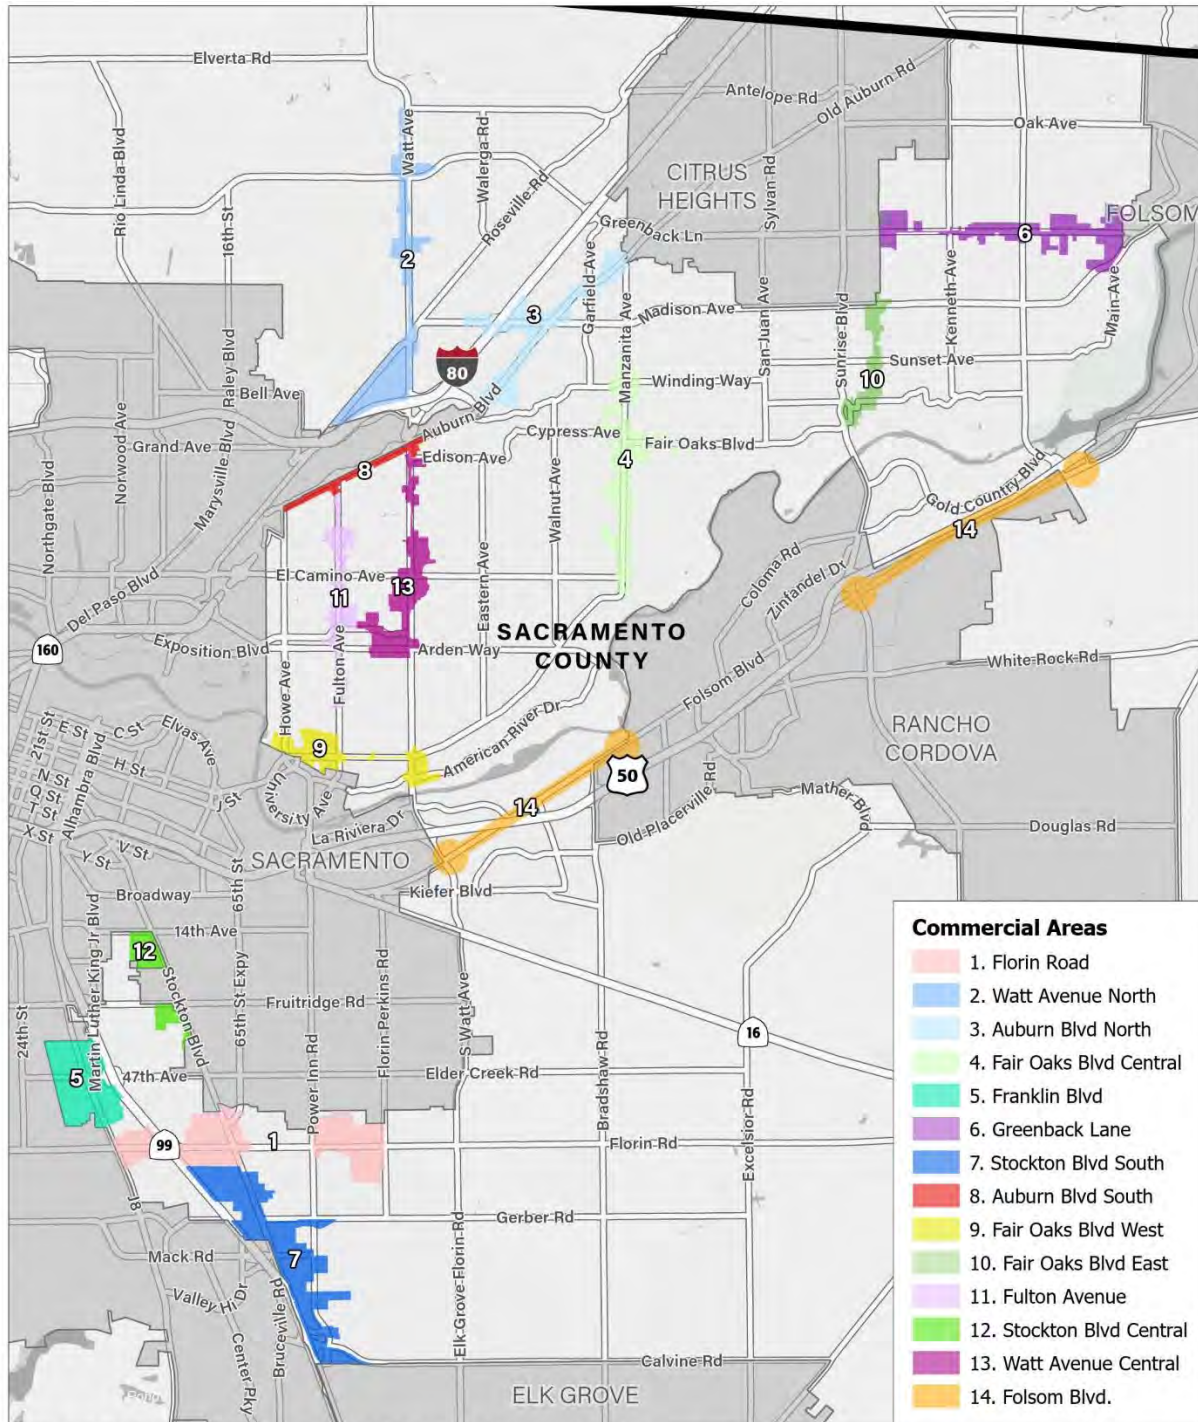 Elverta Rd
Watt Ave
Walerga Rd
Antelope Rd
Old Auburn Rd
Oak Ave
Rio Linda Blvd
16th St
Roseville Rd
CITRUS
HEIGHTS
Sylvan Rd
Greenback Ln
6
FOLSOM
2
3
Garfield Ave
Manzanita Ave
Madison Ave
San Juan Ave
Sunrise Blvd
Kenneth Ave
Main Ave
Sunset Ave
80
Raley Blvd
Bell Ave
Winding Way
10
Norwood Ave
Grand Ave
Marysville Blvd
Auburn Blvd
Cypress Ave
Fair Oaks Blvd
Edison Ave
4
8
Northgate Blvd
Walnut Ave
Gold Country Blvd
14
Del Paso Blvd
El Camino Ave
13
11
Eastern Ave
Coloma Rd
Zinfandel Dr
160
Exposition Blvd
Arden Way
SACRAMENTO
COUNTY
White Rock Rd
Howe Ave
Fulton Ave
Folsom Blvd
RANCHO
CORDOVA
21st St
E St
C St
Elvas Ave
9
American River Dr
50
N St
Q St
T St
X St
Alhambra Blvd
H St
J St
University Ave
La Riviera Dr
14
Old Placerville Rd
Mather Blvd
Douglas Rd
Y St
V St
SACRAMENTO
65th St
Broadway
Kiefer Blvd
12
14th Ave
Martin Luther King Jr Blvd
Stockton Blvd
65th St Expy
Fruitridge Rd
24th St
Power Inn Rd
Florin Perkins Rd
S Watt Ave
16
5
47th Ave
Elder Creek Rd
Bradshaw Rd
Excelsior Rd
99
1
Florin Rd
J8
Gerber Rd
Mack Rd
7
Valley Hi Dr
Center Pky
Bruceville Rd
Elk Grove Florin Rd
Calvine Rd
ELK GROVE
Commercial Areas
1. Florin Road
2. Watt Avenue North
3. Auburn Blvd North
4. Fair Oaks Blvd Central
5. Franklin Blvd
6. Greenback Lane
7. Stockton Blvd South
8. Auburn Blvd South
9. Fair Oaks Blvd West
10. Fair Oaks Blvd East
11. Fulton Avenue
12. Stockton Blvd Central
13. Watt Avenue Central
14. Folsom Blvd.